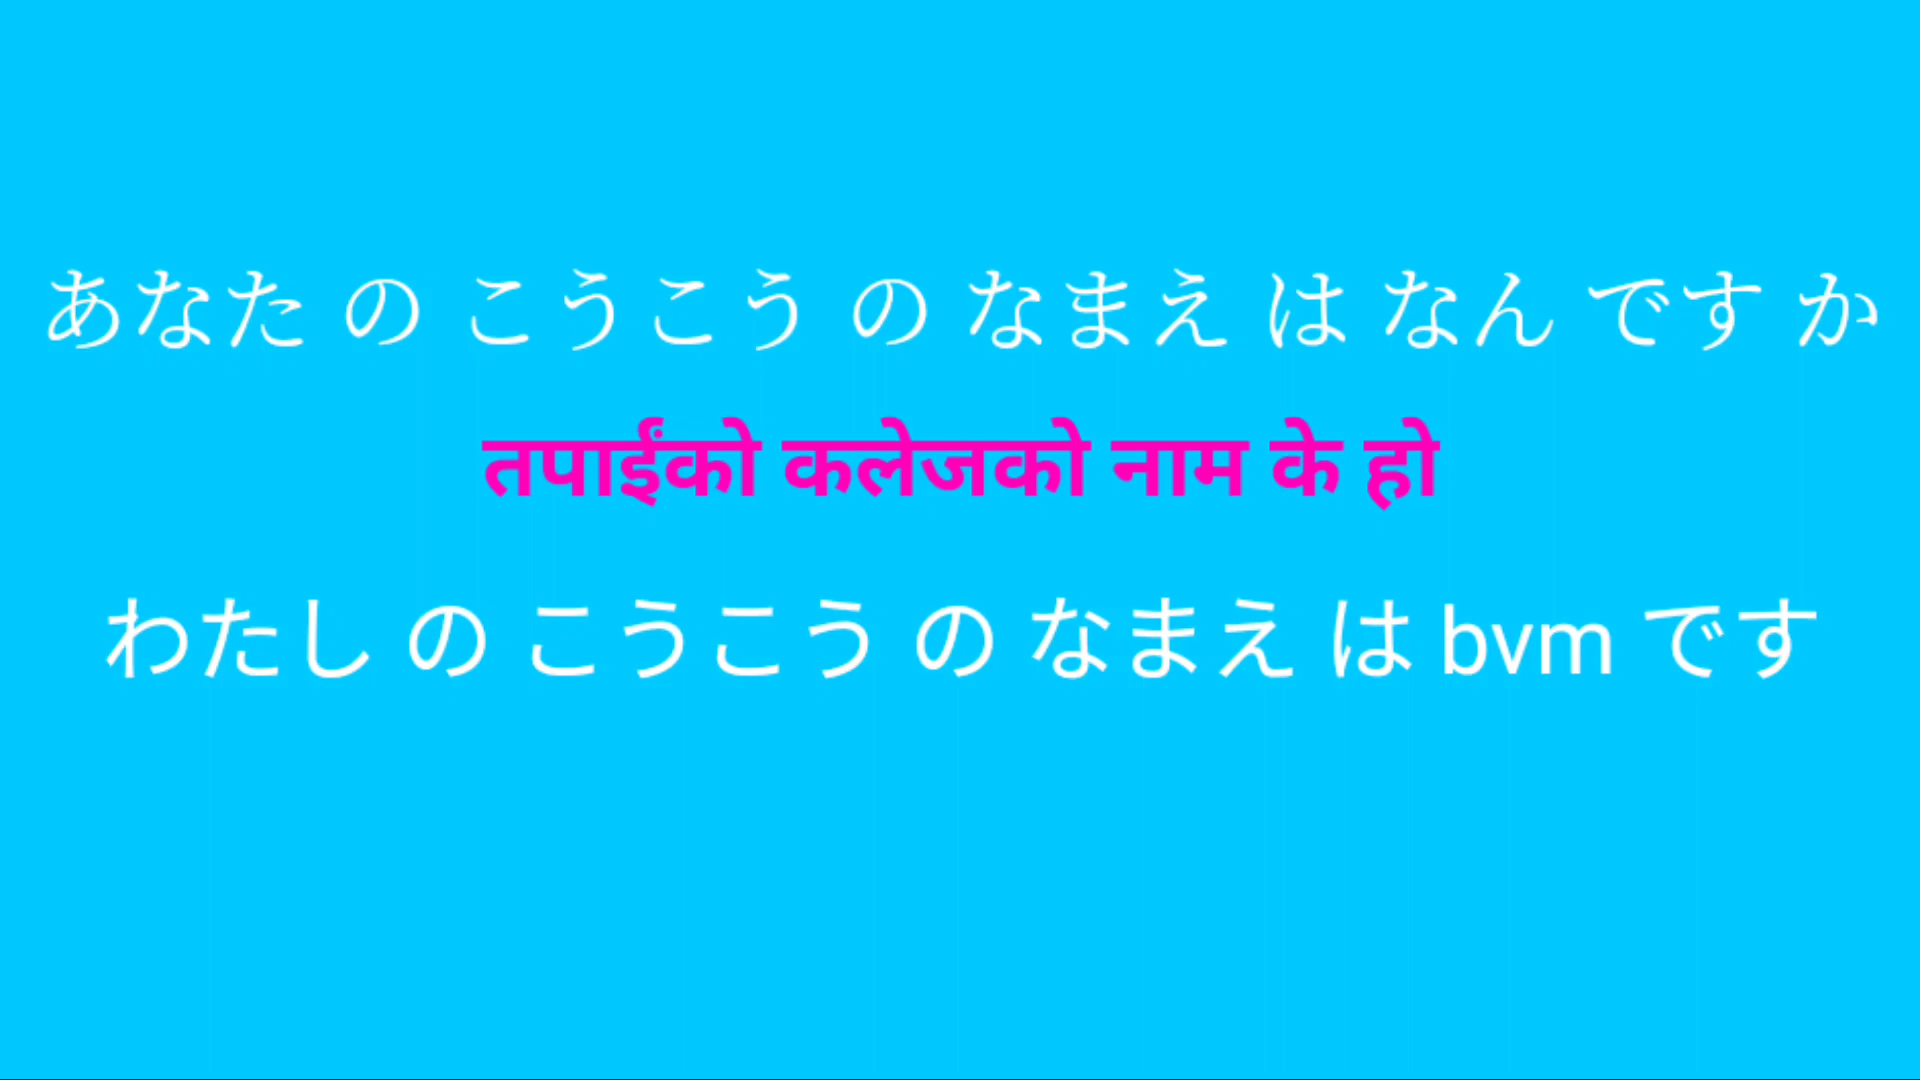 あなた の こうこう の なまえ は なん です か
तपाईंको कलेजको नाम के हो
わたし の こうこう の なまえ は bvm です